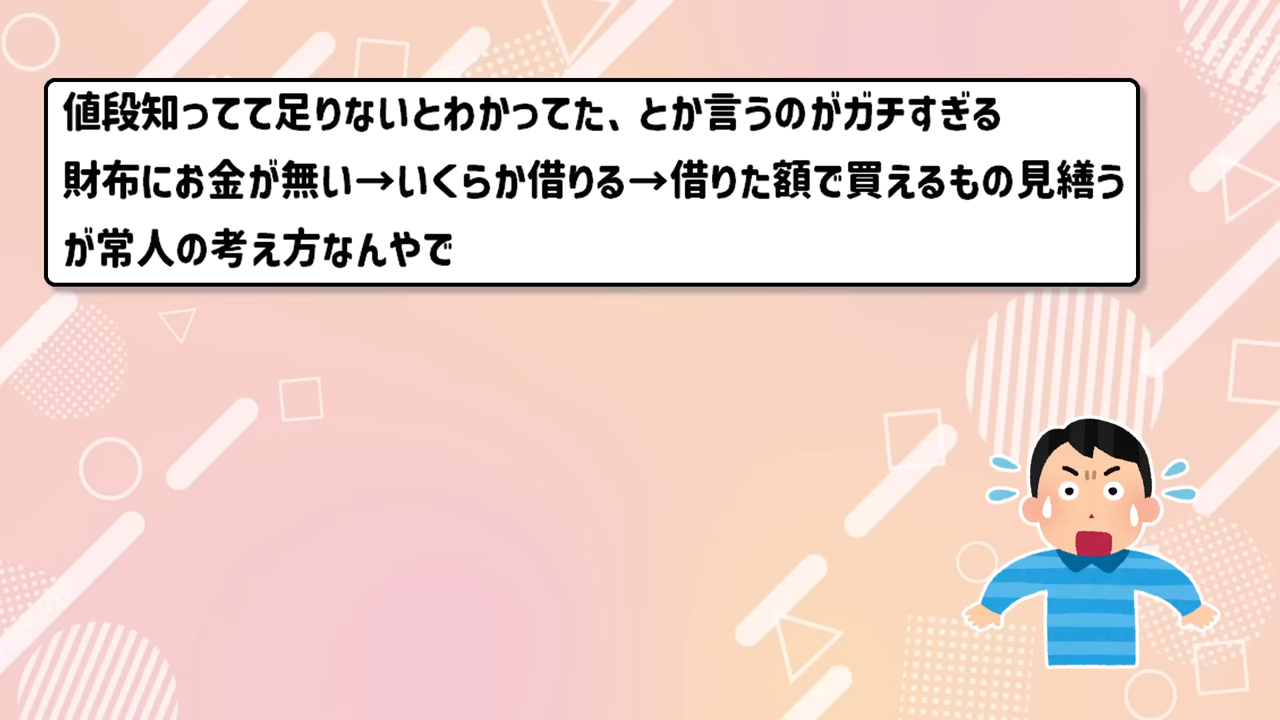 値段知ってて足りないとわかってた、とか言うのがガチすぎる
財布にお金が無い→いくらか借りる→借りた額で買えるもの見繕う
が常人の考え方なんやで